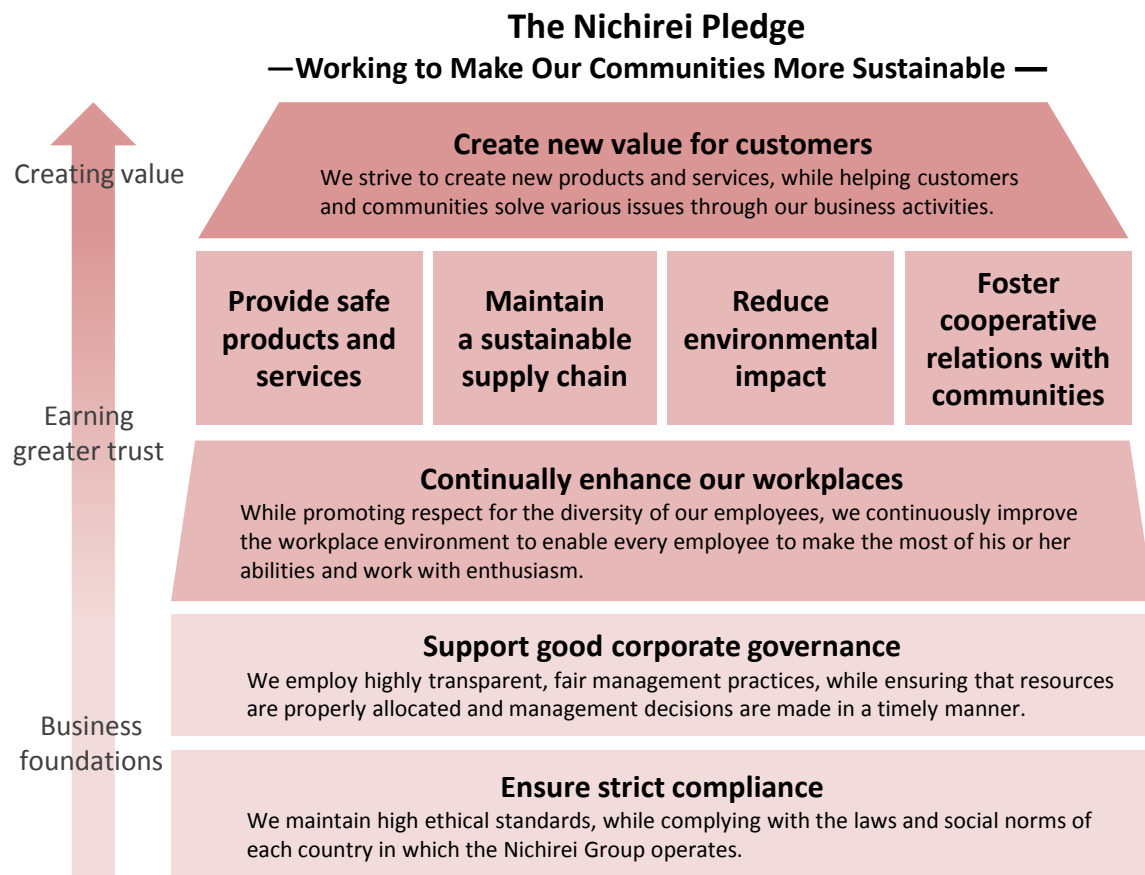 The Nichirei Pledge
—Working to Make Our Communities More Sustainable —
Creating value
Create new value for customers
We strive to create new products and services, while helping customers
and communities solve various issues through our business activities.
Earning
greater trust
Provide safe
products and
services
Maintain
a sustainable
supply chain
Reduce
environmental
impact
Foster
cooperative
relations with
communities
Continually enhance our workplaces
While promoting respect for the diversity of our employees, we continuously improve
the workplace environment to enable every employee to make the most of his or her
abilities and work with enthusiasm.
Business
foundations
Support good corporate governance
We employ highly transparent, fair management practices, while ensuring that resources
are properly allocated and management decisions are made in a timely manner.
Ensure strict compliance
We maintain high ethical standards, while complying with the laws and social norms of
each country in which the Nichirei Group operates.